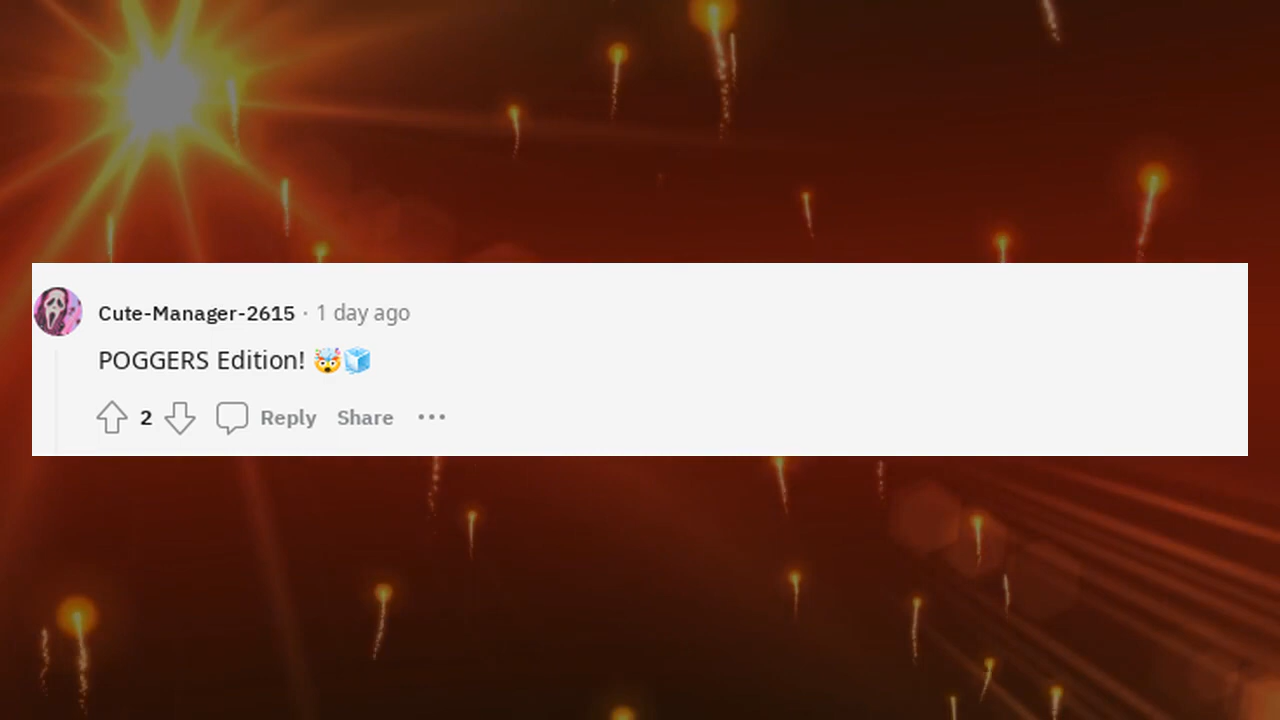 Cute-Manager-2615 · 1 day ago
POGGERS Edition! 🤯🧊
2 Reply Share ···